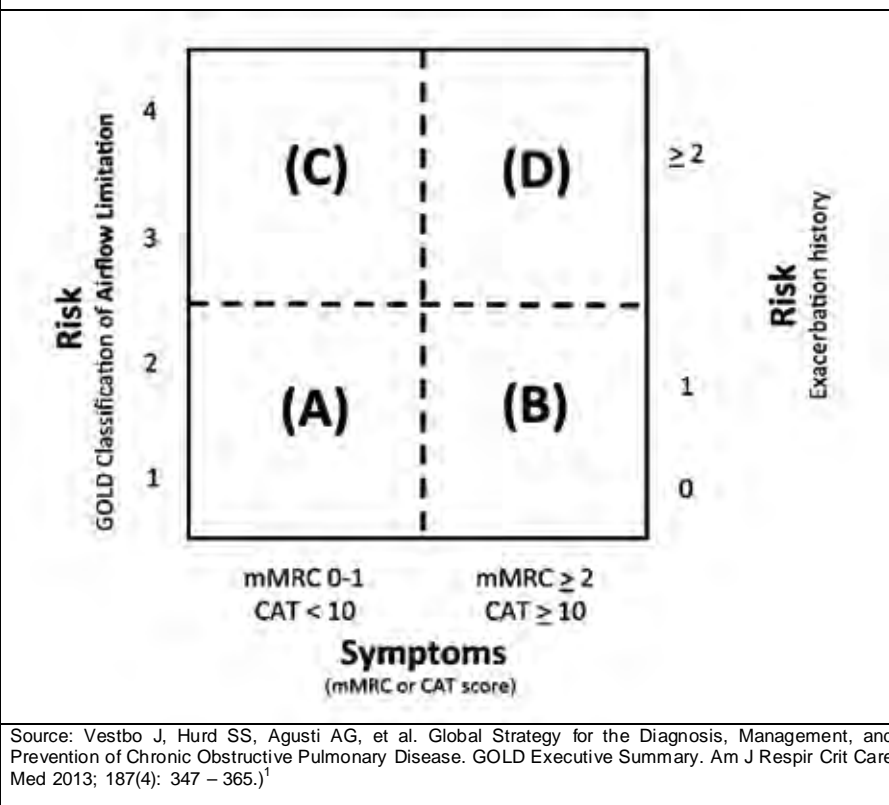 4
3
2
1
Risk
GOLD Classification of Airflow Limitation
(C)
(D)
(A)
(B)
≥ 2
1
0
Risk
Exacerbation history
mMRC 0-1
CAT < 10
mMRC ≥ 2
CAT ≥ 10
Symptoms
(mMRC or CAT score)
Source: Vestbo J, Hurd SS, Agusti AG, et al. Global Strategy for the Diagnosis, Management, and
Prevention of Chronic Obstructive Pulmonary Disease. GOLD Executive Summary. Am J Respir Crit Care
Med 2013; 187(4): 347 – 365.)1